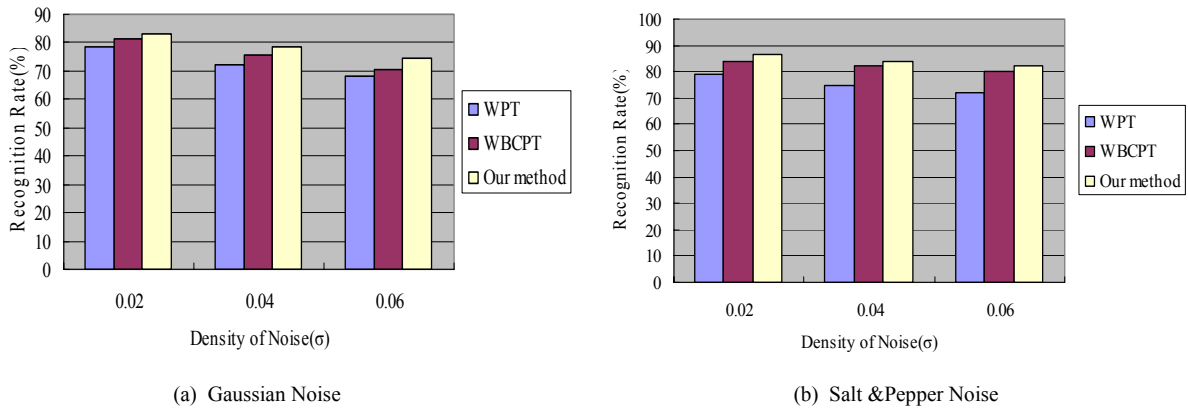 90
80
70
60
50
40
30
20
10
0
Recognition Rate(%)
0.02 0.04 0.06
Density of Noise(σ)
WPT
WBCPT
Our method
(a) Gaussian Noise
100
90
80
70
60
50
40
30
20
10
0
Recognition Rate(%)
0.02 0.04 0.06
Density of Noise(σ)
WPT
WBCPT
Our method
(b) Salt &Pepper Noise